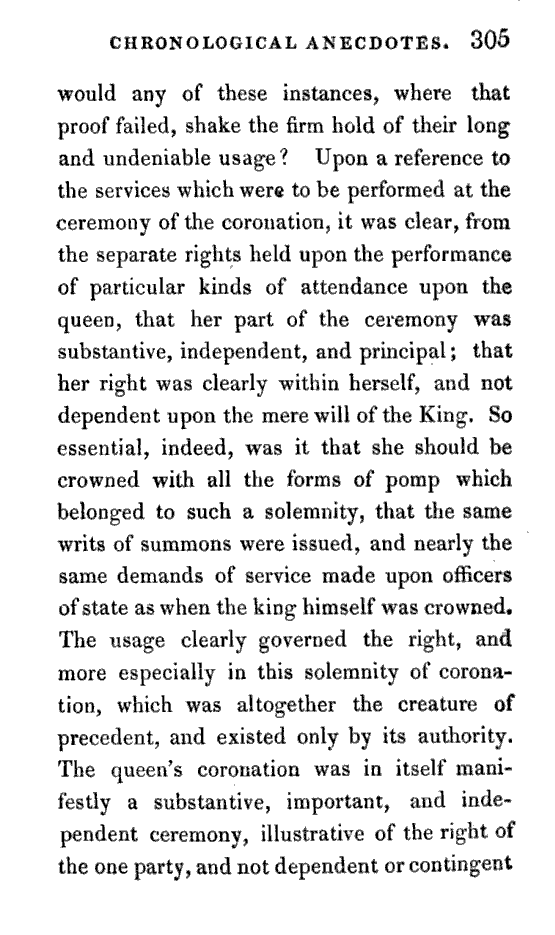 CHRONOLOGICAL ANECDOTES. 305
would any of these instances, where that
proof failed, shake the firm hold of their long
and undeniable usage? Upon a reference to
the services which were to be performed at the
ceremony of the coronation, it was clear, from
the separate rights held upon the performance
of particular kinds of attendance upon the
queen, that her part of the ceremony was
substantive, independent, and principal; that
her right was clearly within herself, and not
dependent upon the mere will of the King. So
essential, indeed, was it that she should be
crowned with all the forms of pomp which
belonged to such a solemnity, that the same
writs of summons were issued, and nearly the
same demands of service made upon officers
of state as when the king himself was crowned.
The usage clearly governed the right, and
more especially in this solemnity of corona-
tion, which was altogether the creature of
precedent, and existed only by its authority.
The queen's coronation was in itself mani-
festly a substantive, important, and inde-
pendent ceremony, illustrative of the right of
the one party, and not dependent or contingent